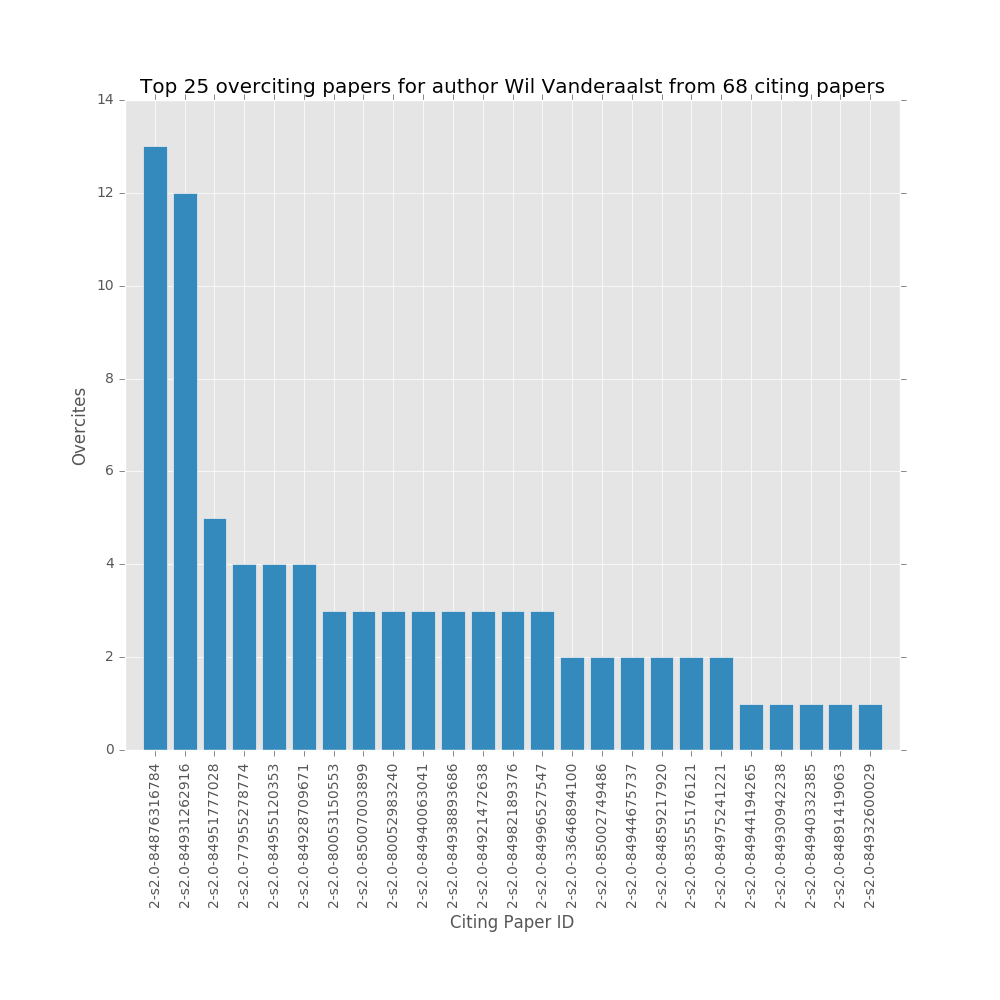 Top 25 overciting papers for author Wil Vanderaalst from 68 citing papers
14
12
10
8
6
4
2
0
Overcites
2-s2.0-84876316784
2-s2.0-84931262916
2-s2.0-84951777028
2-s2.0-77955278774
2-s2.0-84955120353
2-s2.0-84928709671
2-s2.0-80053150553
2-s2.0-85007003899
2-s2.0-80052983240
2-s2.0-84940063041
2-s2.0-84938893686
2-s2.0-84921472638
2-s2.0-84982189376
2-s2.0-84996527547
2-s2.0-33646894100
2-s2.0-85002749486
2-s2.0-84944675737
2-s2.0-84859217920
2-s2.0-83555176121
2-s2.0-84975241221
2-s2.0-84944194265
2-s2.0-84930942238
2-s2.0-84940332385
2-s2.0-84891419063
2-s2.0-84932600029
Citing Paper ID